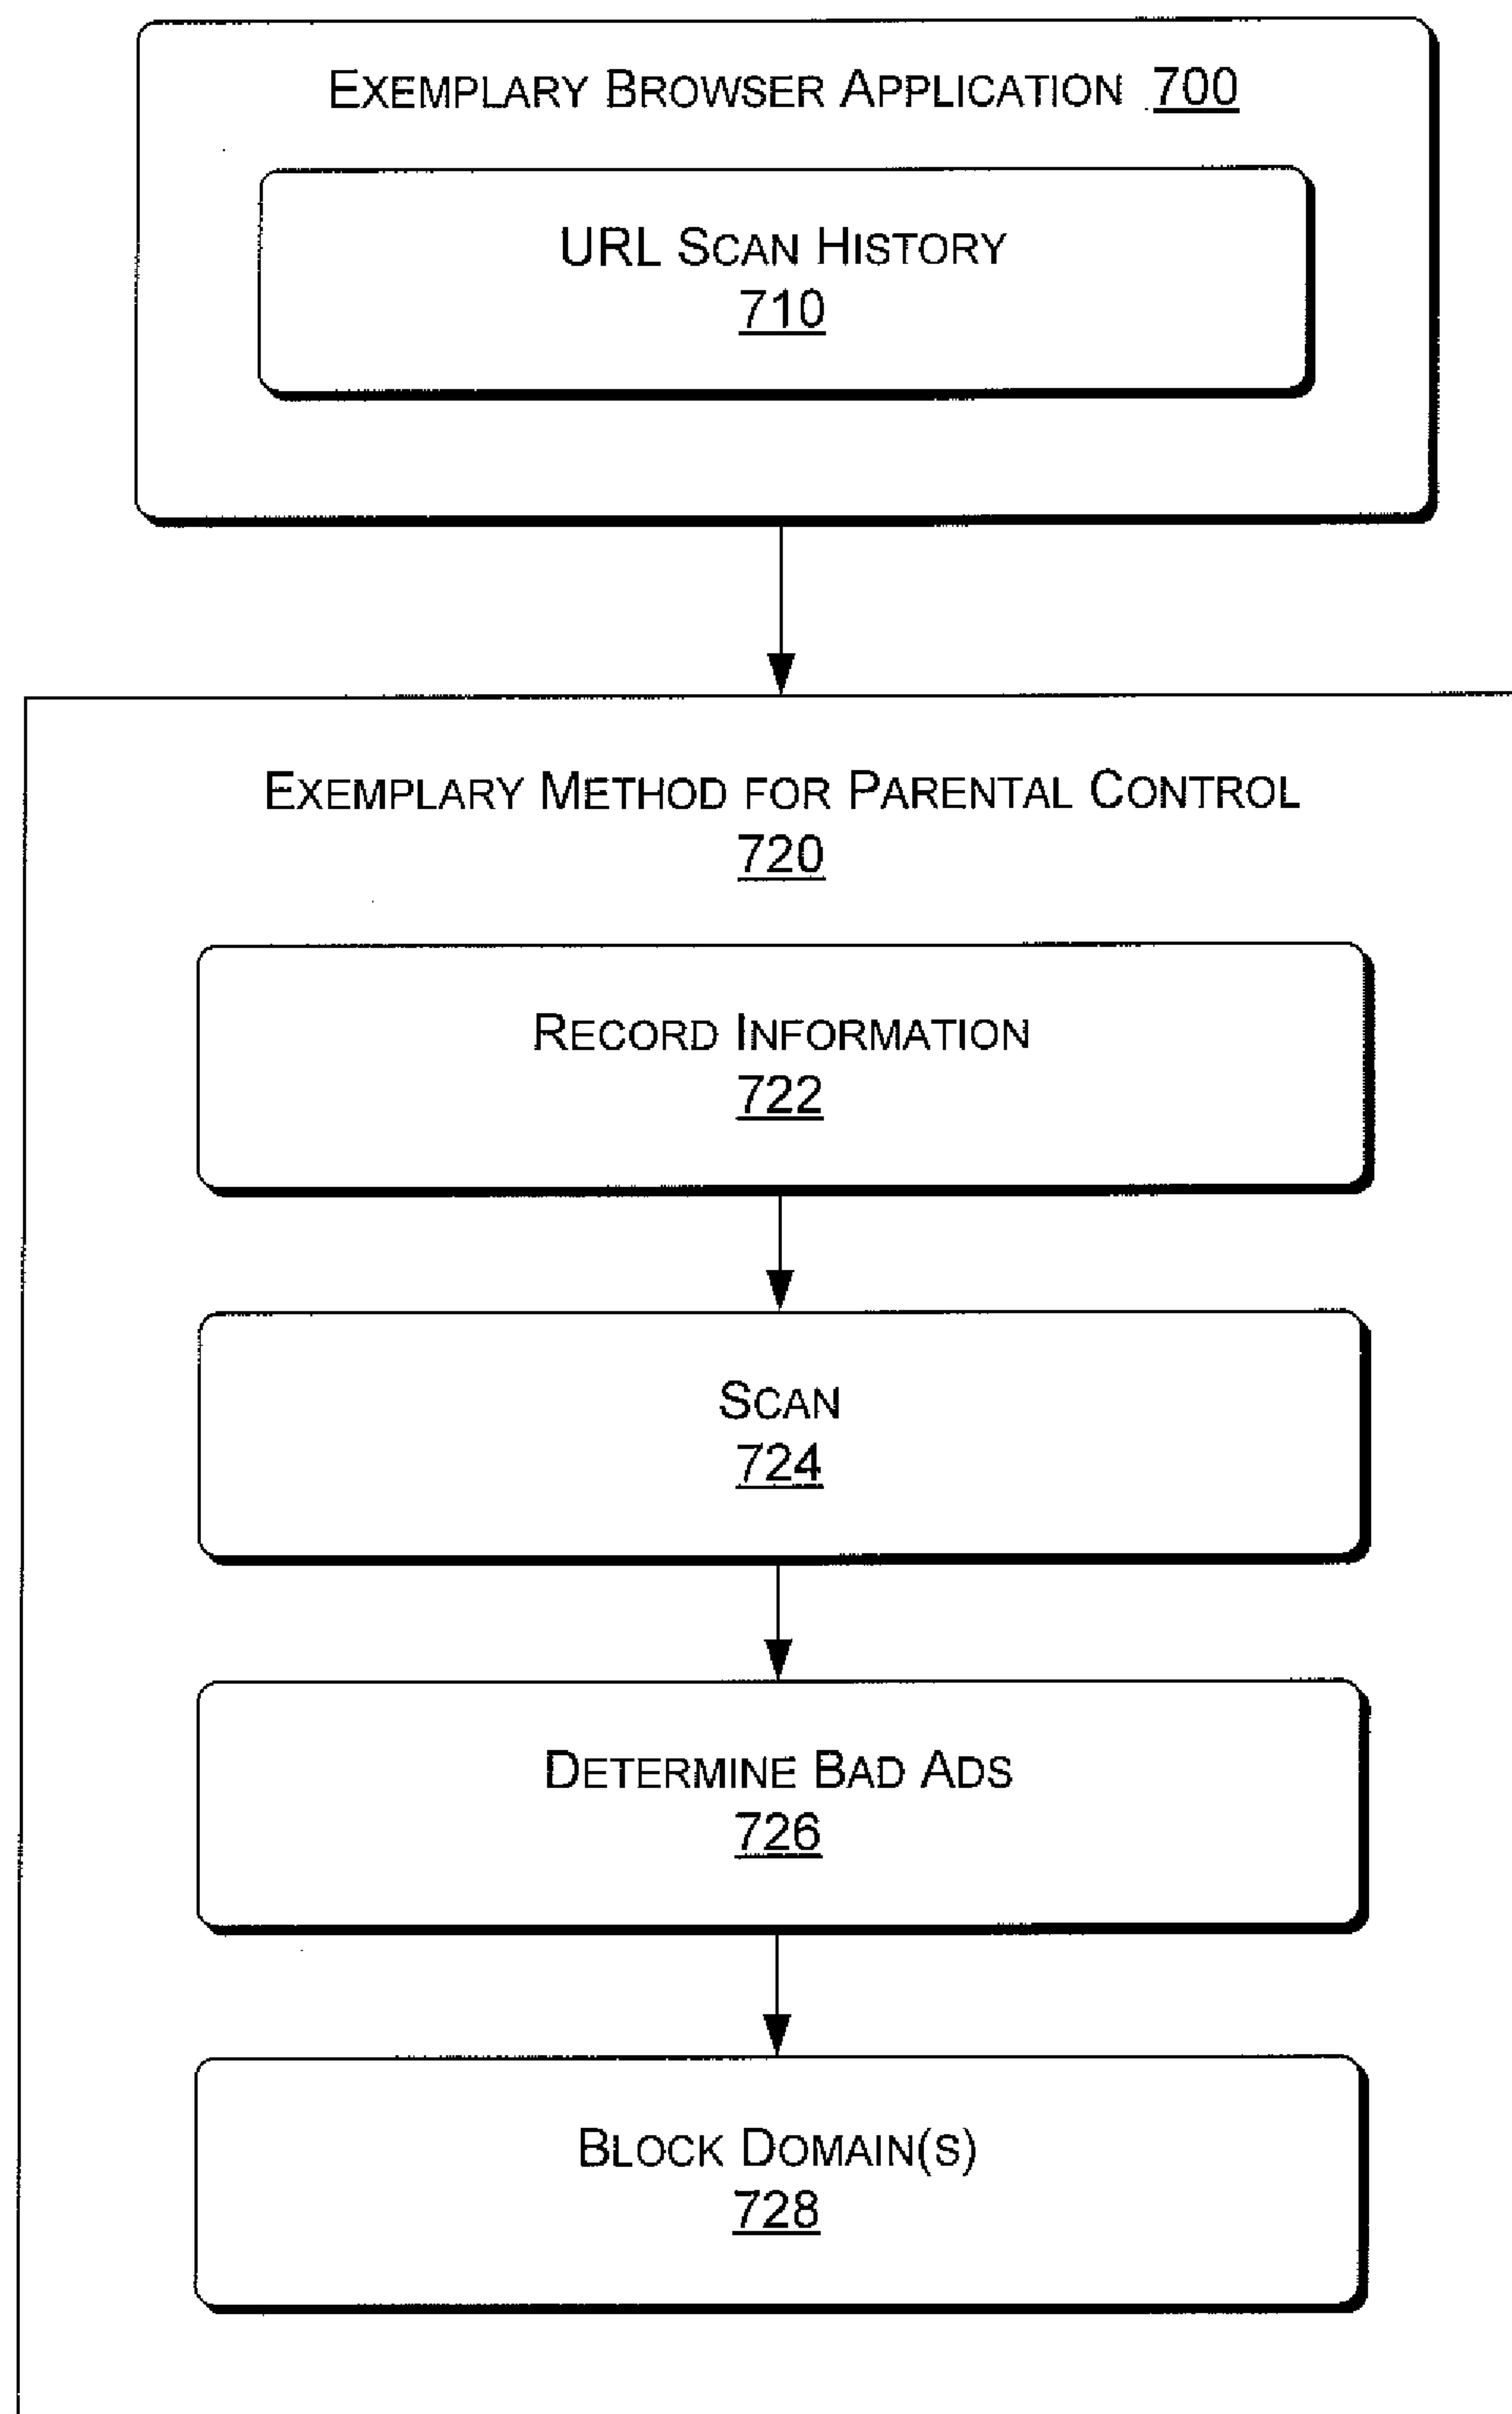 EXEMPLARY BROWSER APPLICATION 700
URL SCAN HISTORY
710
EXEMPLARY METHOD FOR PARENTAL CONTROL
720
RECORD INFORMATION
722
SCAN
724
DETERMINE BAD ADS
726
BLOCK DOMAIN(S)
728